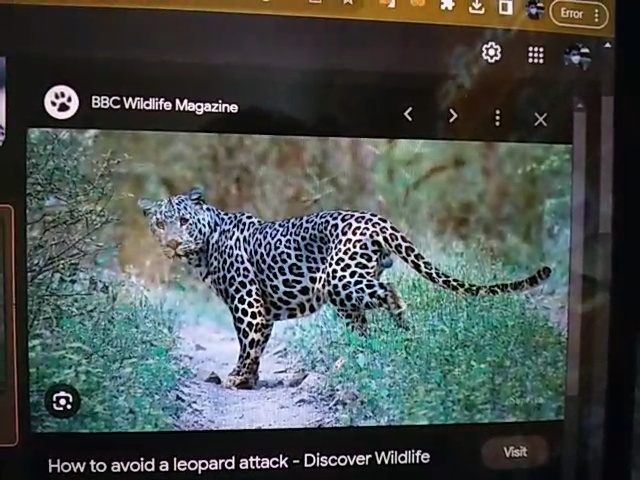 Error
BBC Wildlife Magazine
How to avoid a leopard attack - Discover Wildlife
Visit